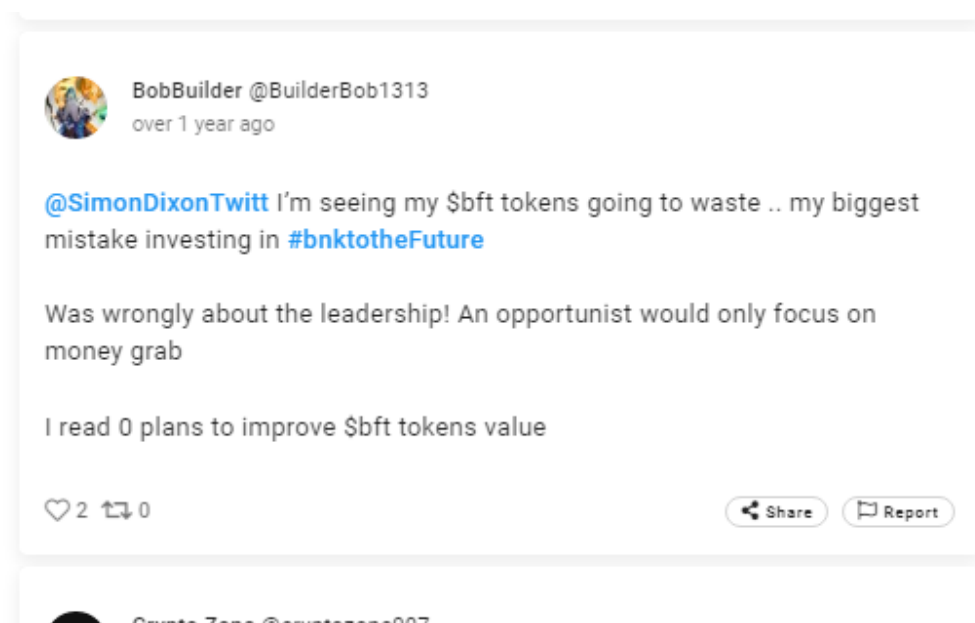 BobBuilder @BuilderBob1313
over 1 year ago
@SimonDixonTwitt I’m seeing my $bft tokens going to waste .. my biggest
mistake investing in #bnktotheFuture
Was wrongly about the leadership! An opportunist would only focus on
money grab
I read 0 plans to improve $bft tokens value
2 0 Share Report